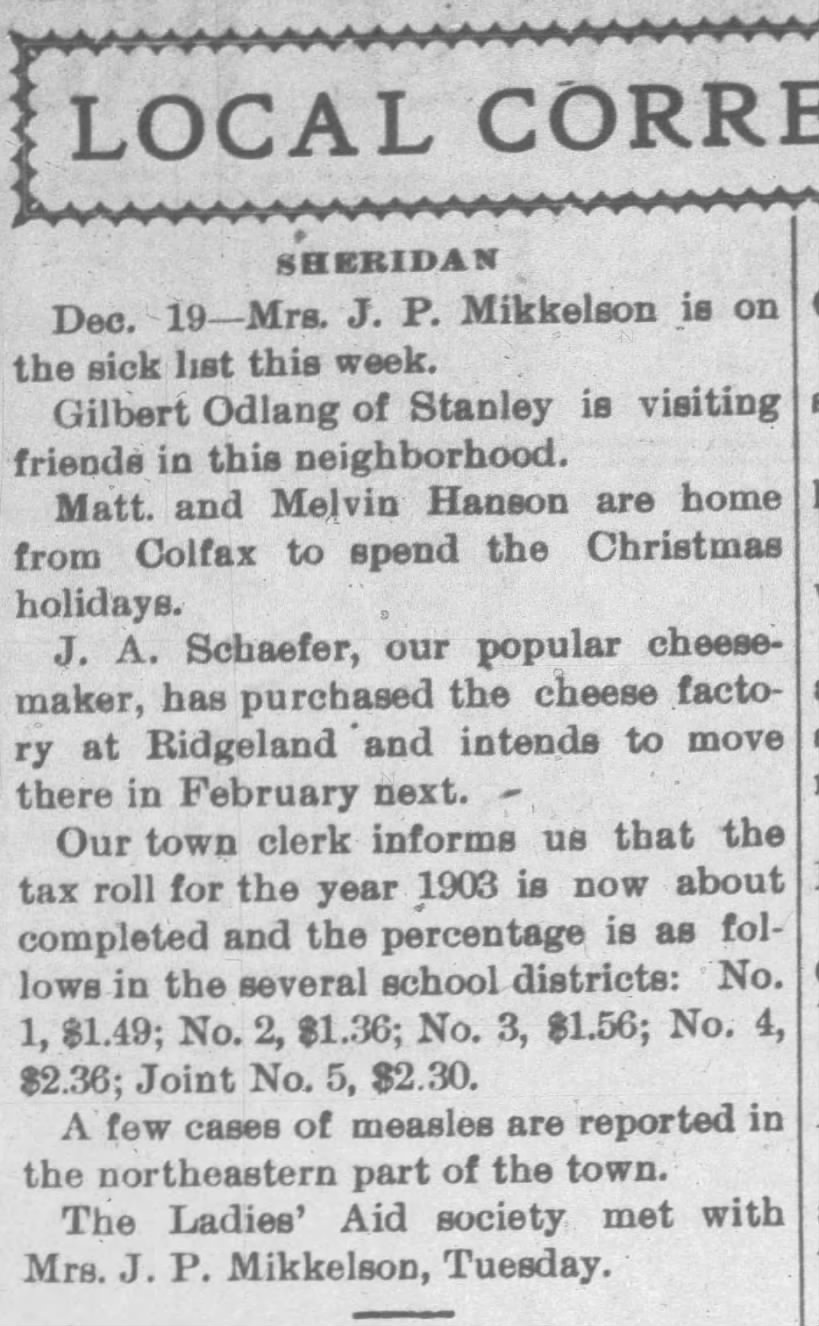 LOCAL CORRE
SHERIDAN
Dec. 19—Mrs. J. P. Mikkelson is on
the sick list this week.
Gilbert Odlang of Stanley is visiting
friends in this neighborhood.
Matt. and Melvin Hanson are home
from Colfax to spend the Christmas
holidays.
J. A. Schaefer, our popular cheese-
maker, has purchased the cheese facto-
ry at Ridgeland and intends to move
there in February next.
Our town clerk informs us that the
tax roll for the year 1903 is now about
completed and the percentage is as fol-
lows in the several school districts: No.
1, $1.49; No. 2, $1.36; No. 3, $1.56; No. 4,
$2.36; Joint No. 5, $2.30.
A few cases of measles are reported in
the northeastern part of the town.
The Ladies' Aid society met with
Mrs. J. P. Mikkelson, Tuesday.